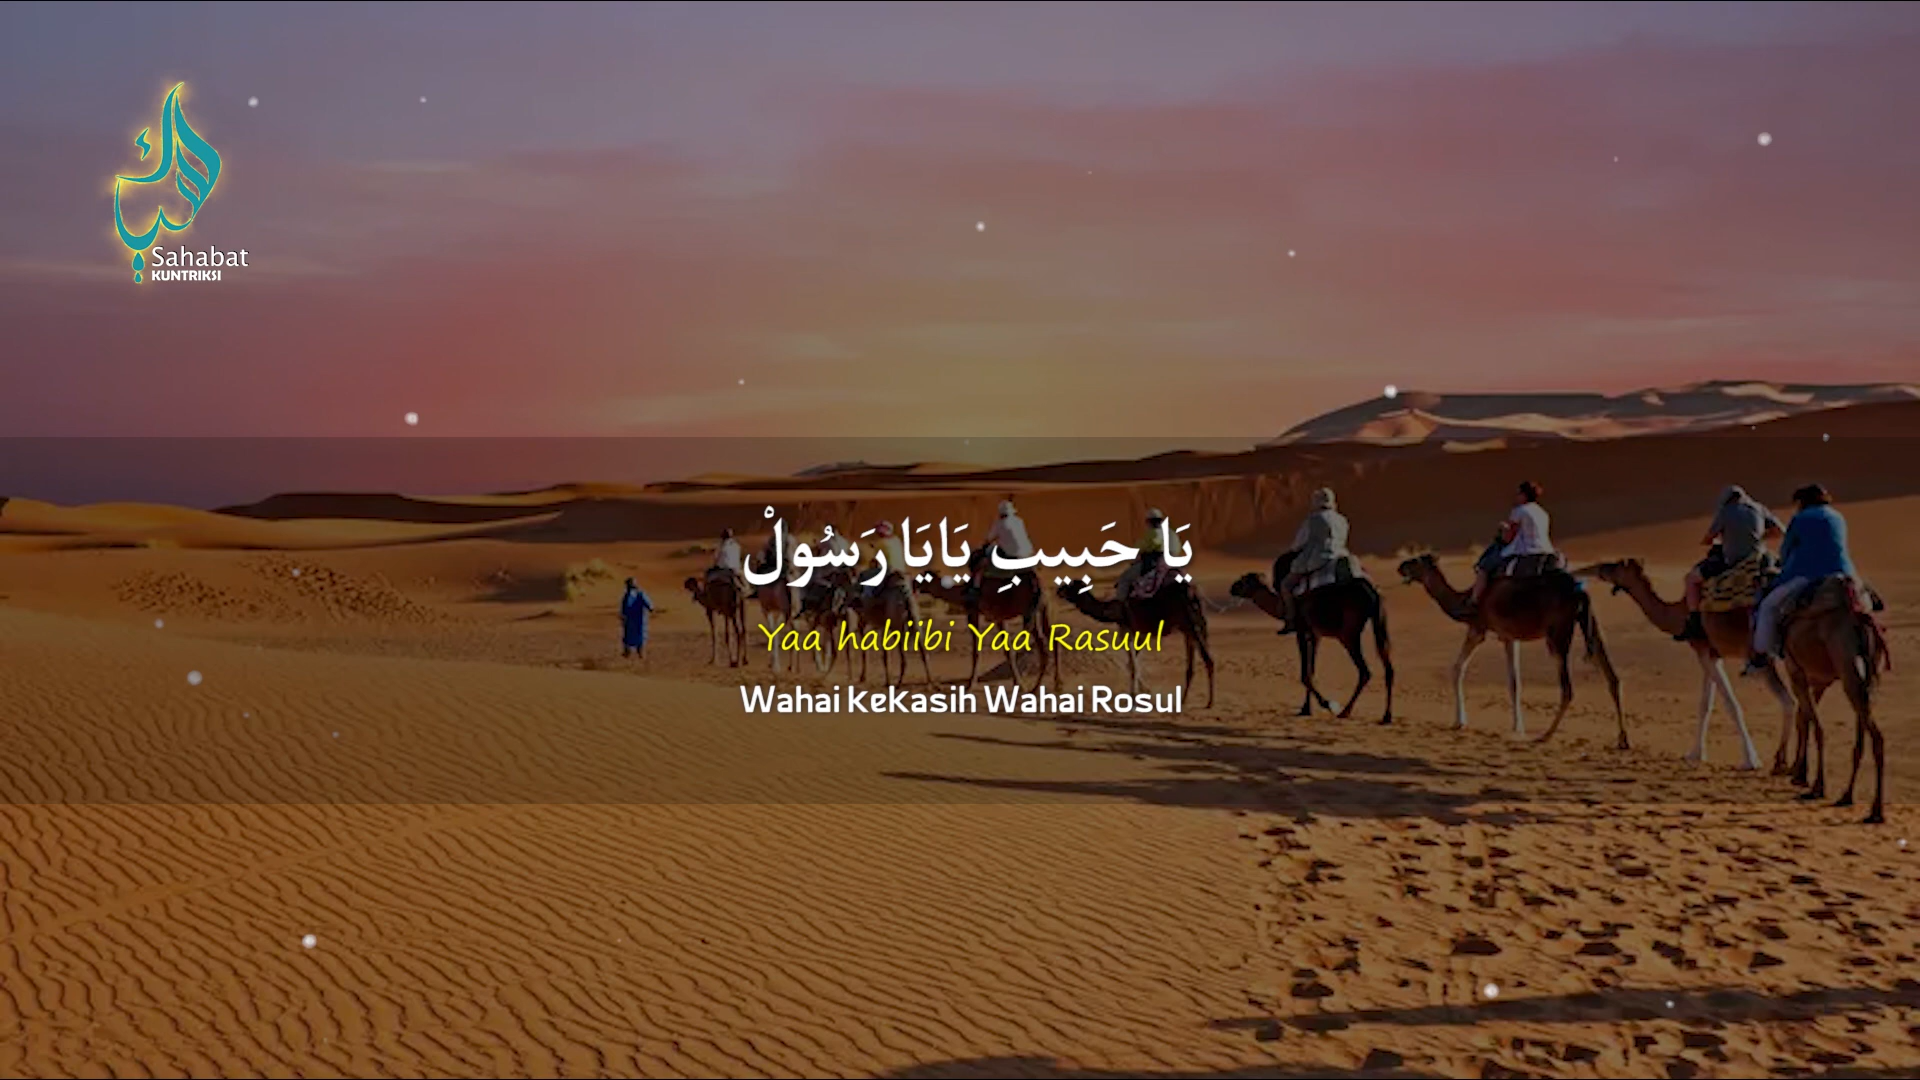 Sahabat
KUNTRIKSI
يَا حَبِيبِ يَايَا رَسُولْ
Yaa habiibi Yaa Rasuul
Wahai kekasih Wahai Rosul